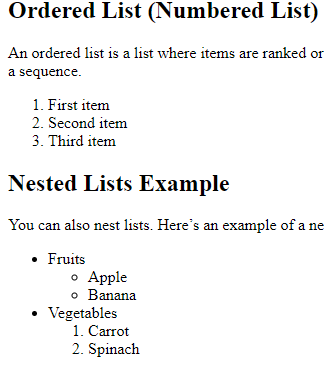 Ordered List (Numbered List)
An ordered list is a list where items are ranked or
a sequence.
1. First item
2. Second item
3. Third item
Nested Lists Example
You can also nest lists. Here’s an example of a ne
• Fruits
◦ Apple
◦ Banana
• Vegetables
1. Carrot
2. Spinach